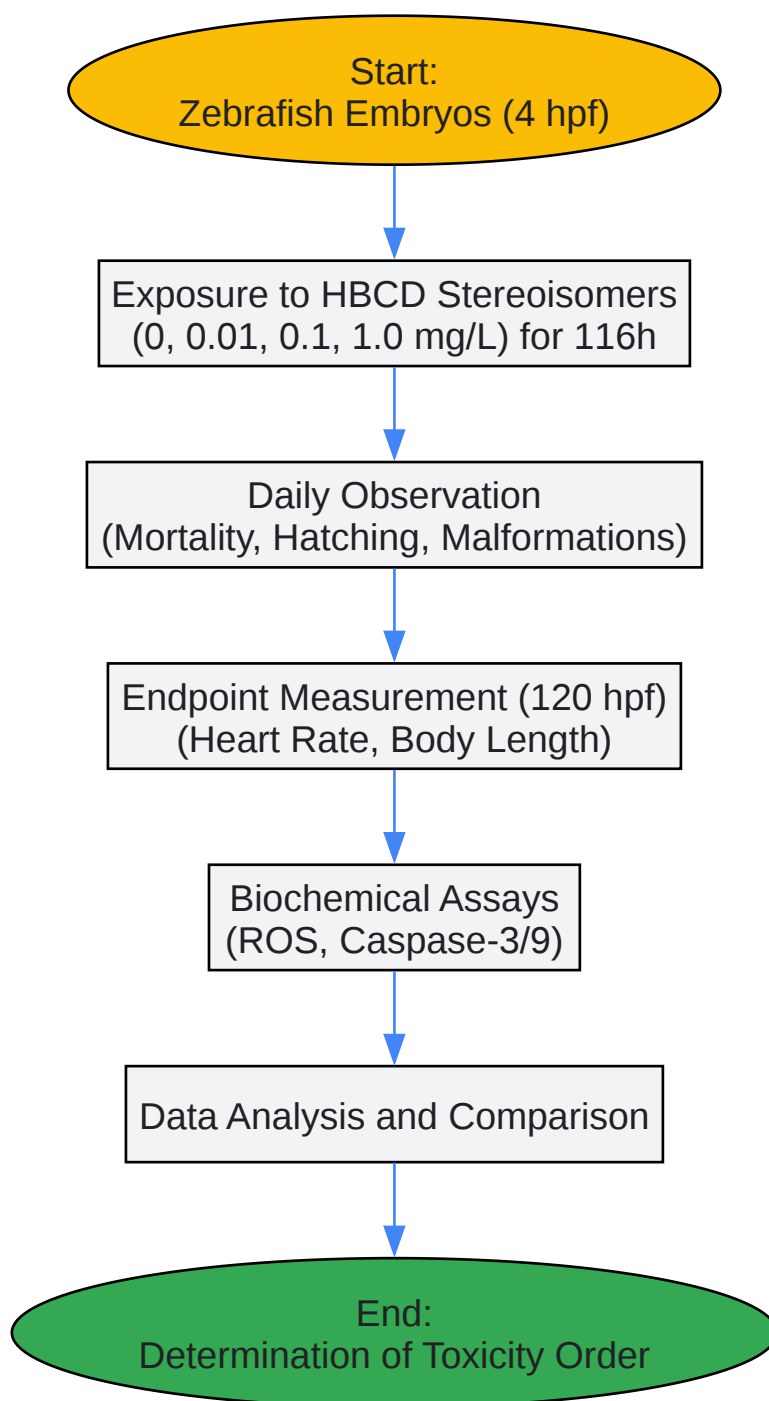 Start:
Zebrafish Embryos (4 hpf)
Exposure to HBCD Stereoisomers
(0, 0.01, 0.1, 1.0 mg/L) for 116h
Daily Observation
(Mortality, Hatching, Malformations)
Endpoint Measurement (120 hpf)
(Heart Rate, Body Length)
Biochemical Assays
(ROS, Caspase-3/9)
Data Analysis and Comparison
End:
Determination of Toxicity Order